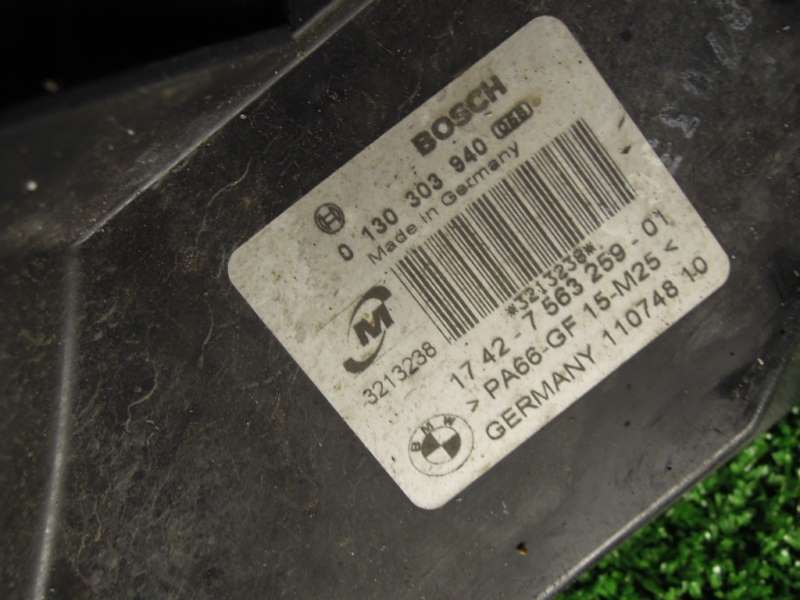 BOSCH
0 130 303 940
Made in Germany
*3213238*
3213238
17 42 - 7 563 259 - 01
> PA66-GF 15-M25 <
GERMANY 110748 10
M
BMW